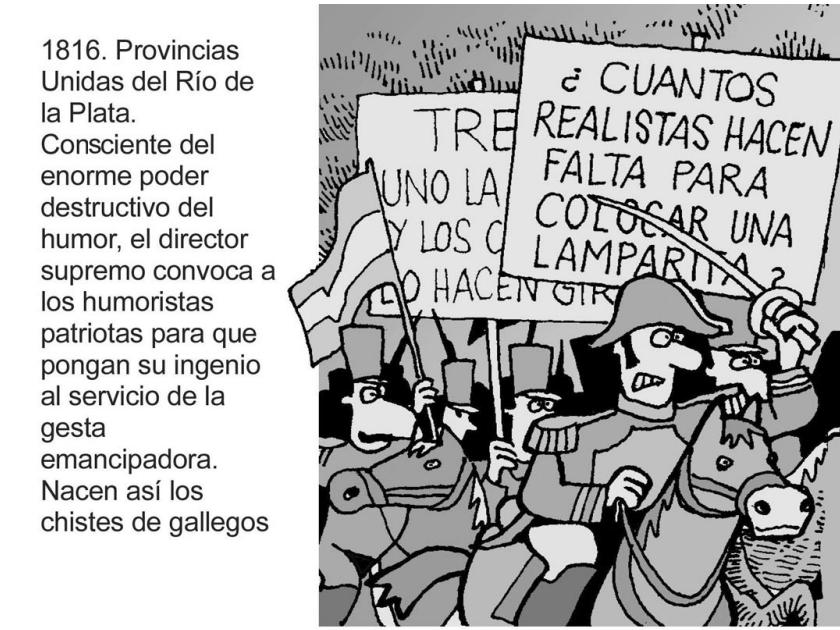 1816. Provincias
Unidas del Río de
la Plata.
Consciente del
enorme poder
destructivo del
humor, el director
supremo convoca a
los humoristas
patriotas para que
pongan su ingenio
al servicio de la
gesta
emancipadora.
Nacen así los
chistes de gallegos
TRE
UNO LA
Y LOS
LO HACEN GIR
¿ CUANTOS
REALISTAS HACEN
FALTA PARA
COLOCAR UNA
LAMPARITA ?